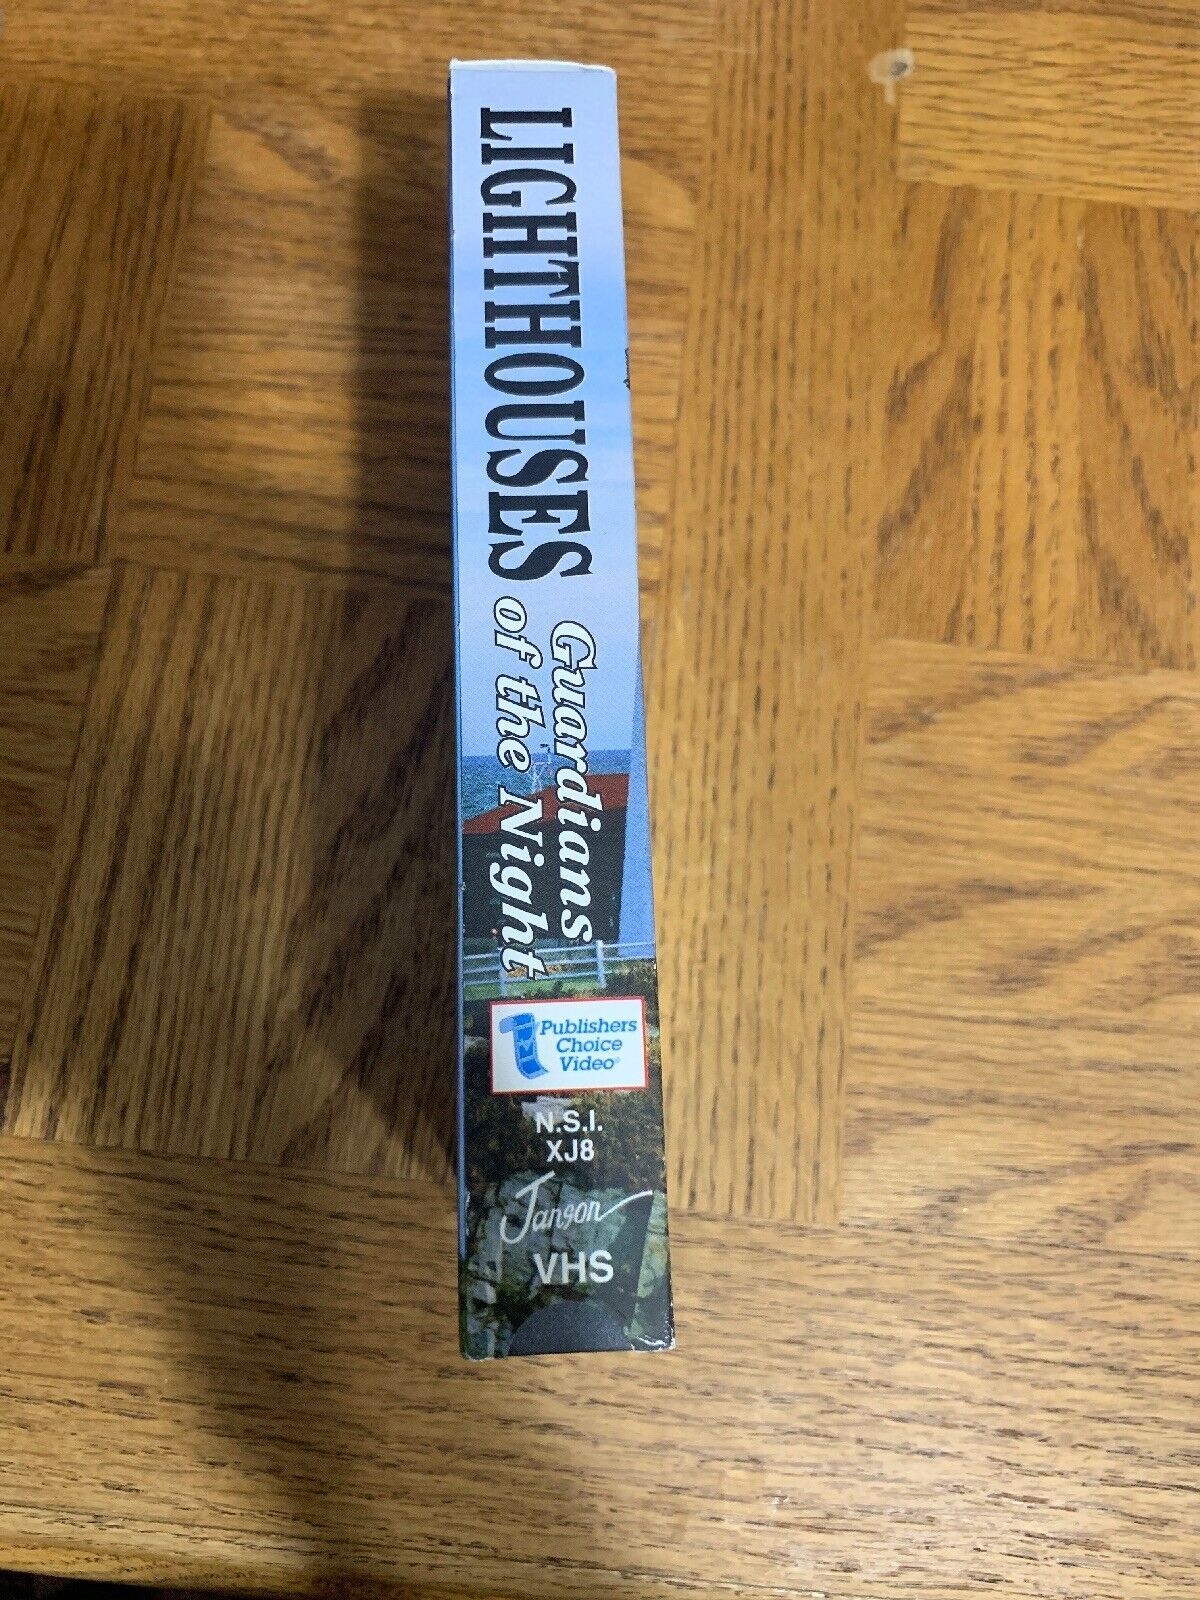 LIGHTHOUSES
Guardians
of the Night
Publishers
Choice
Video®
N.S.I.
XJ8
Janson
VHS